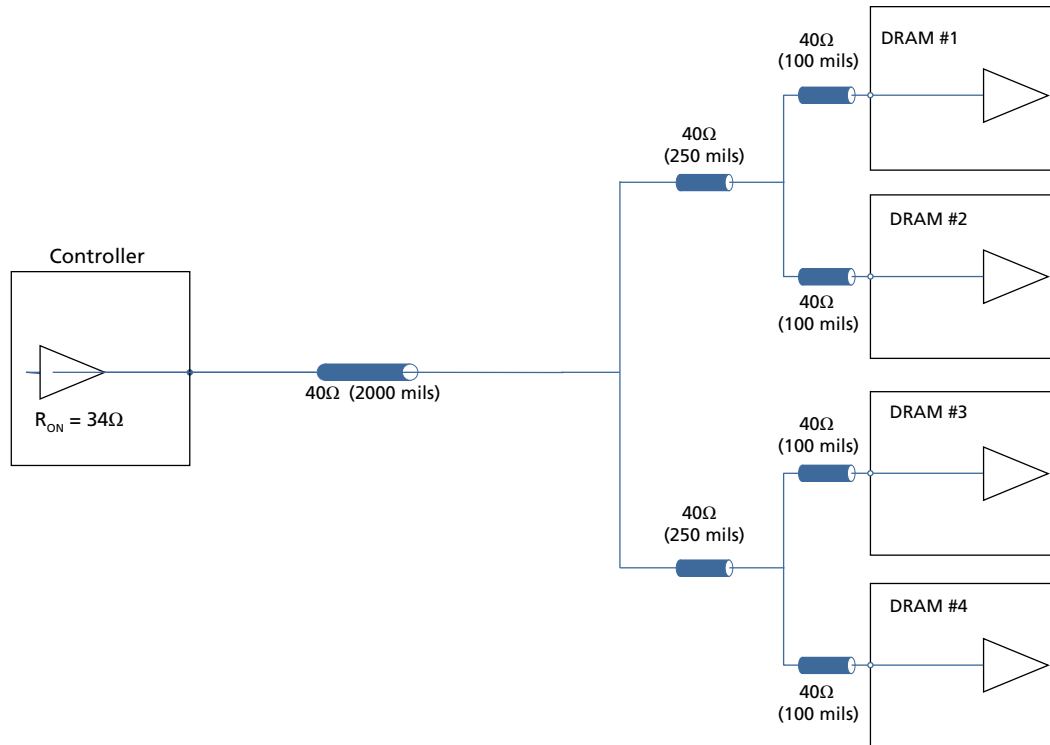 40Ω
(100 mils)
DRAM #1
40Ω
(250 mils)
DRAM #2
40Ω
(100 mils)
Controller
R_ON = 34Ω
40Ω (2000 mils)
40Ω
(100 mils)
DRAM #3
40Ω
(250 mils)
DRAM #4
40Ω
(100 mils)